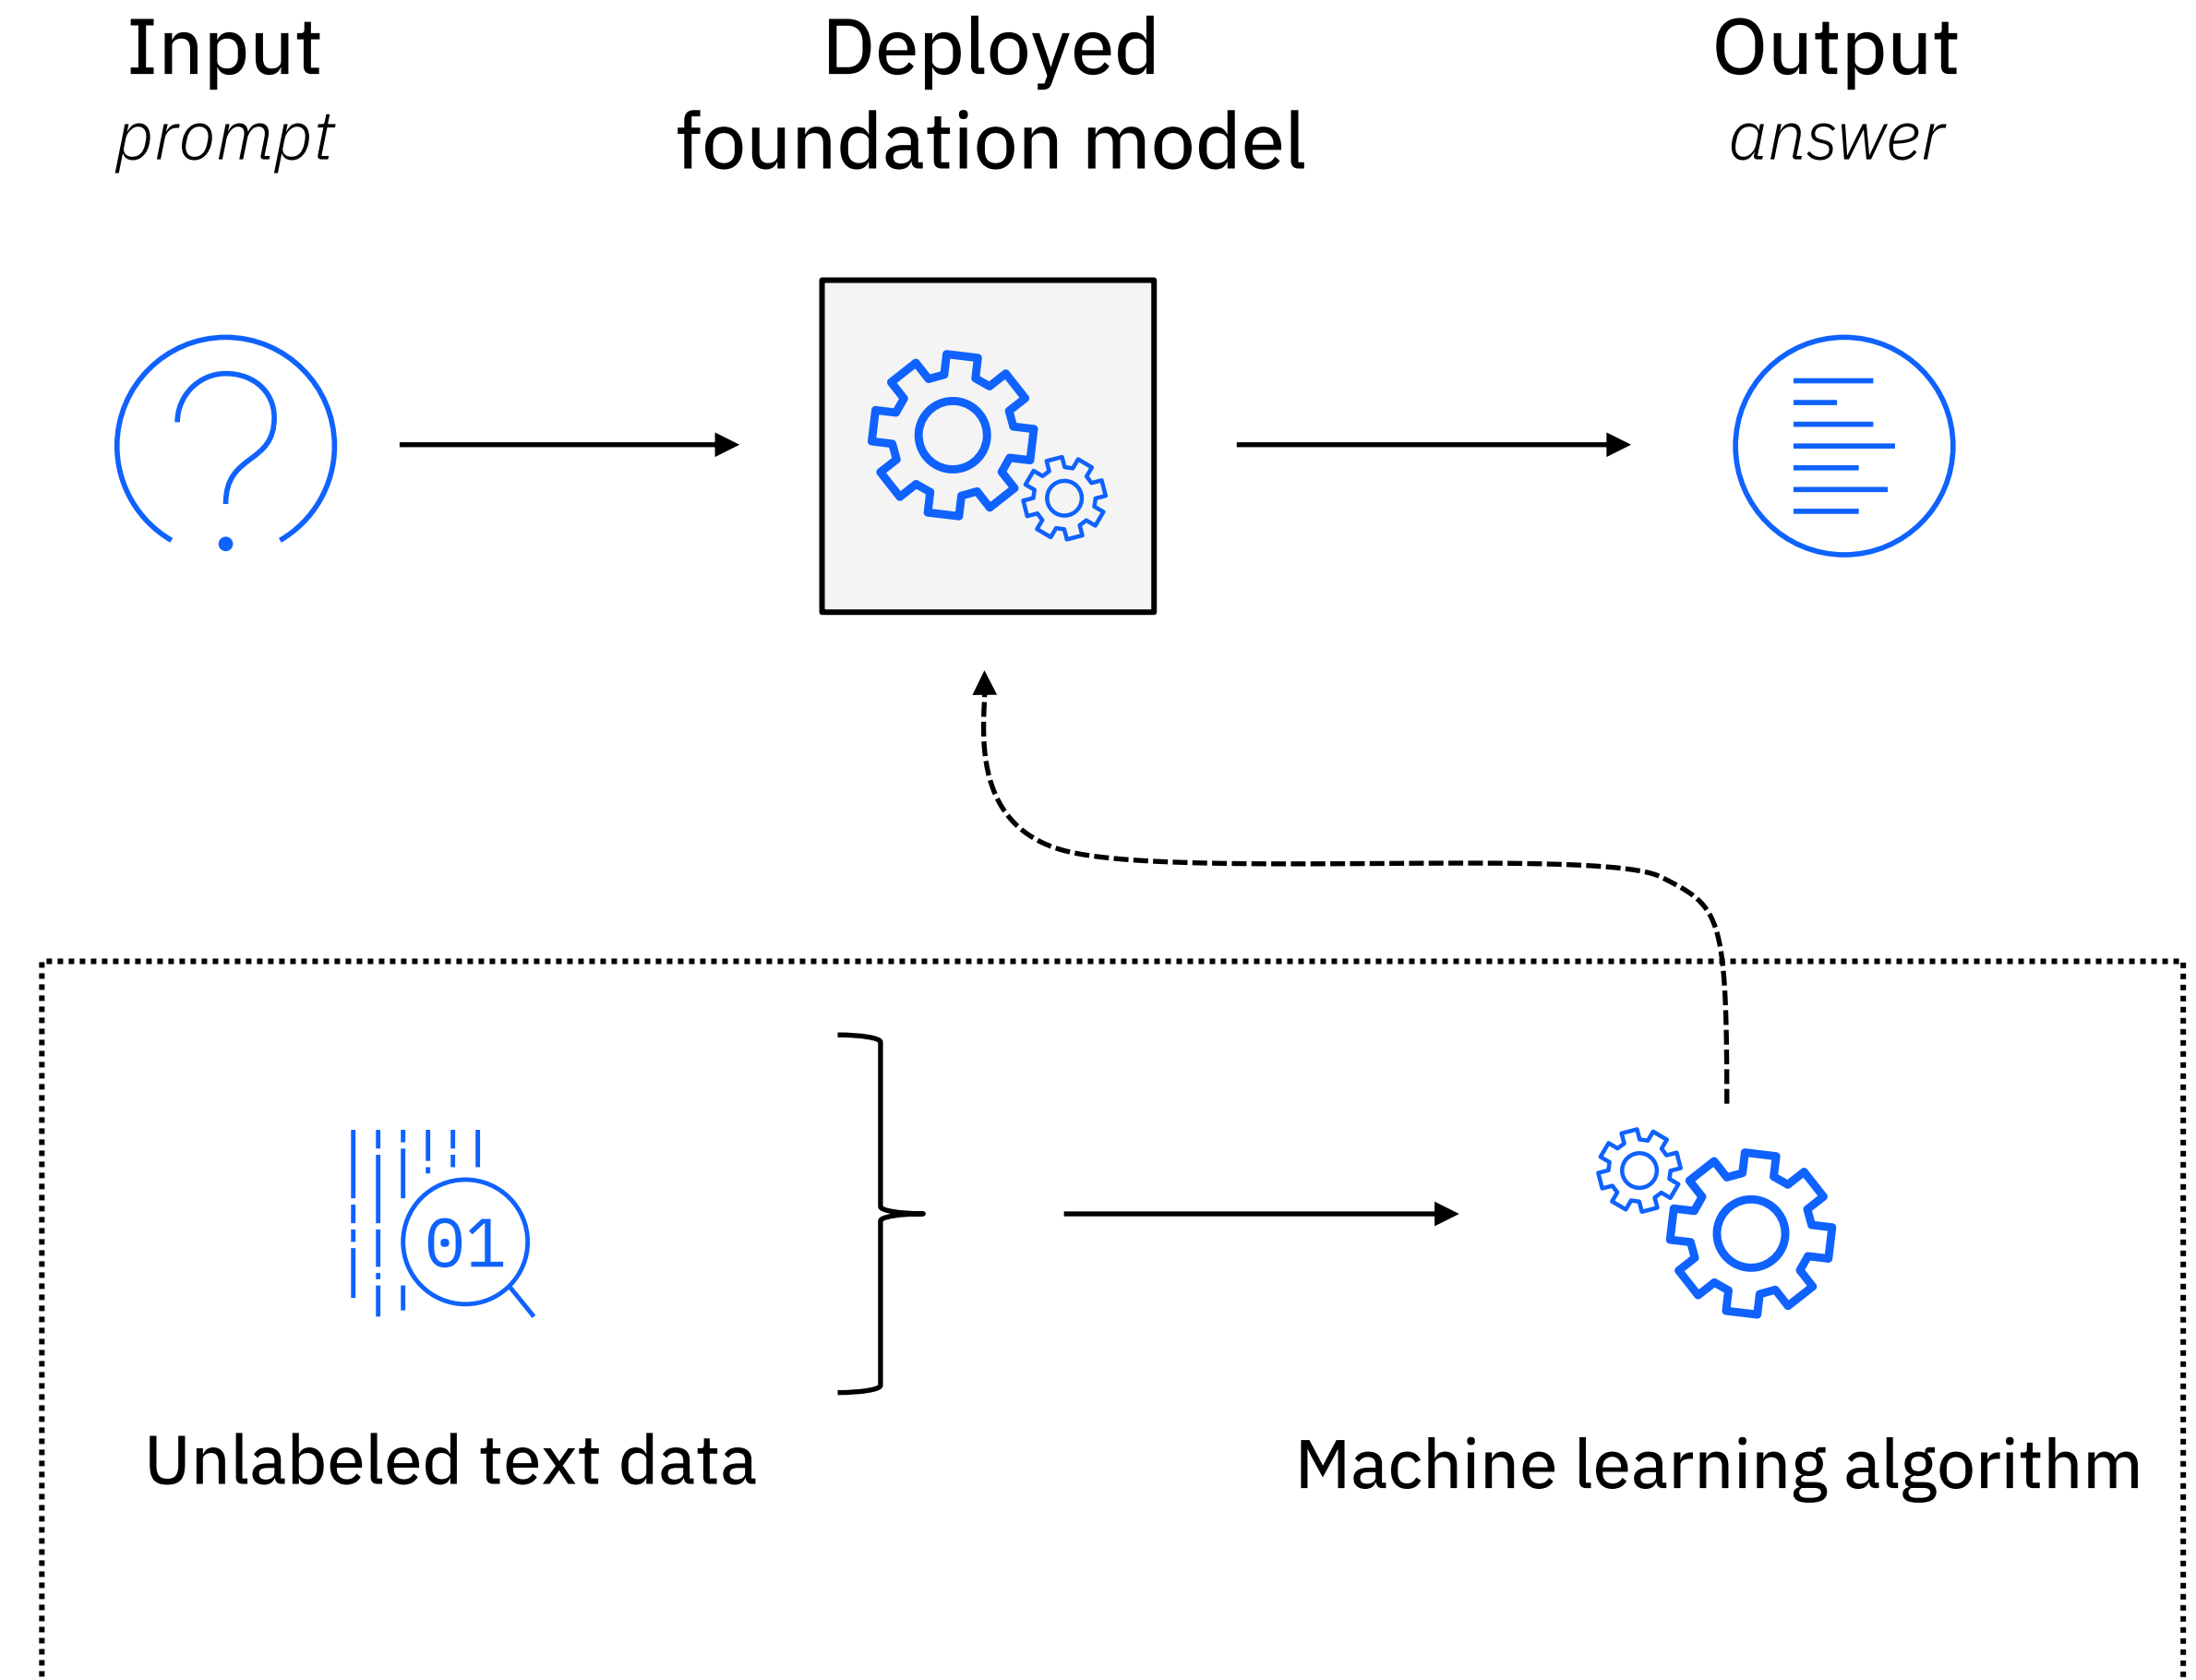 Input
prompt
Deployed
foundation model
Output
answer
01
Unlabeled text data
Machine learning algorithm